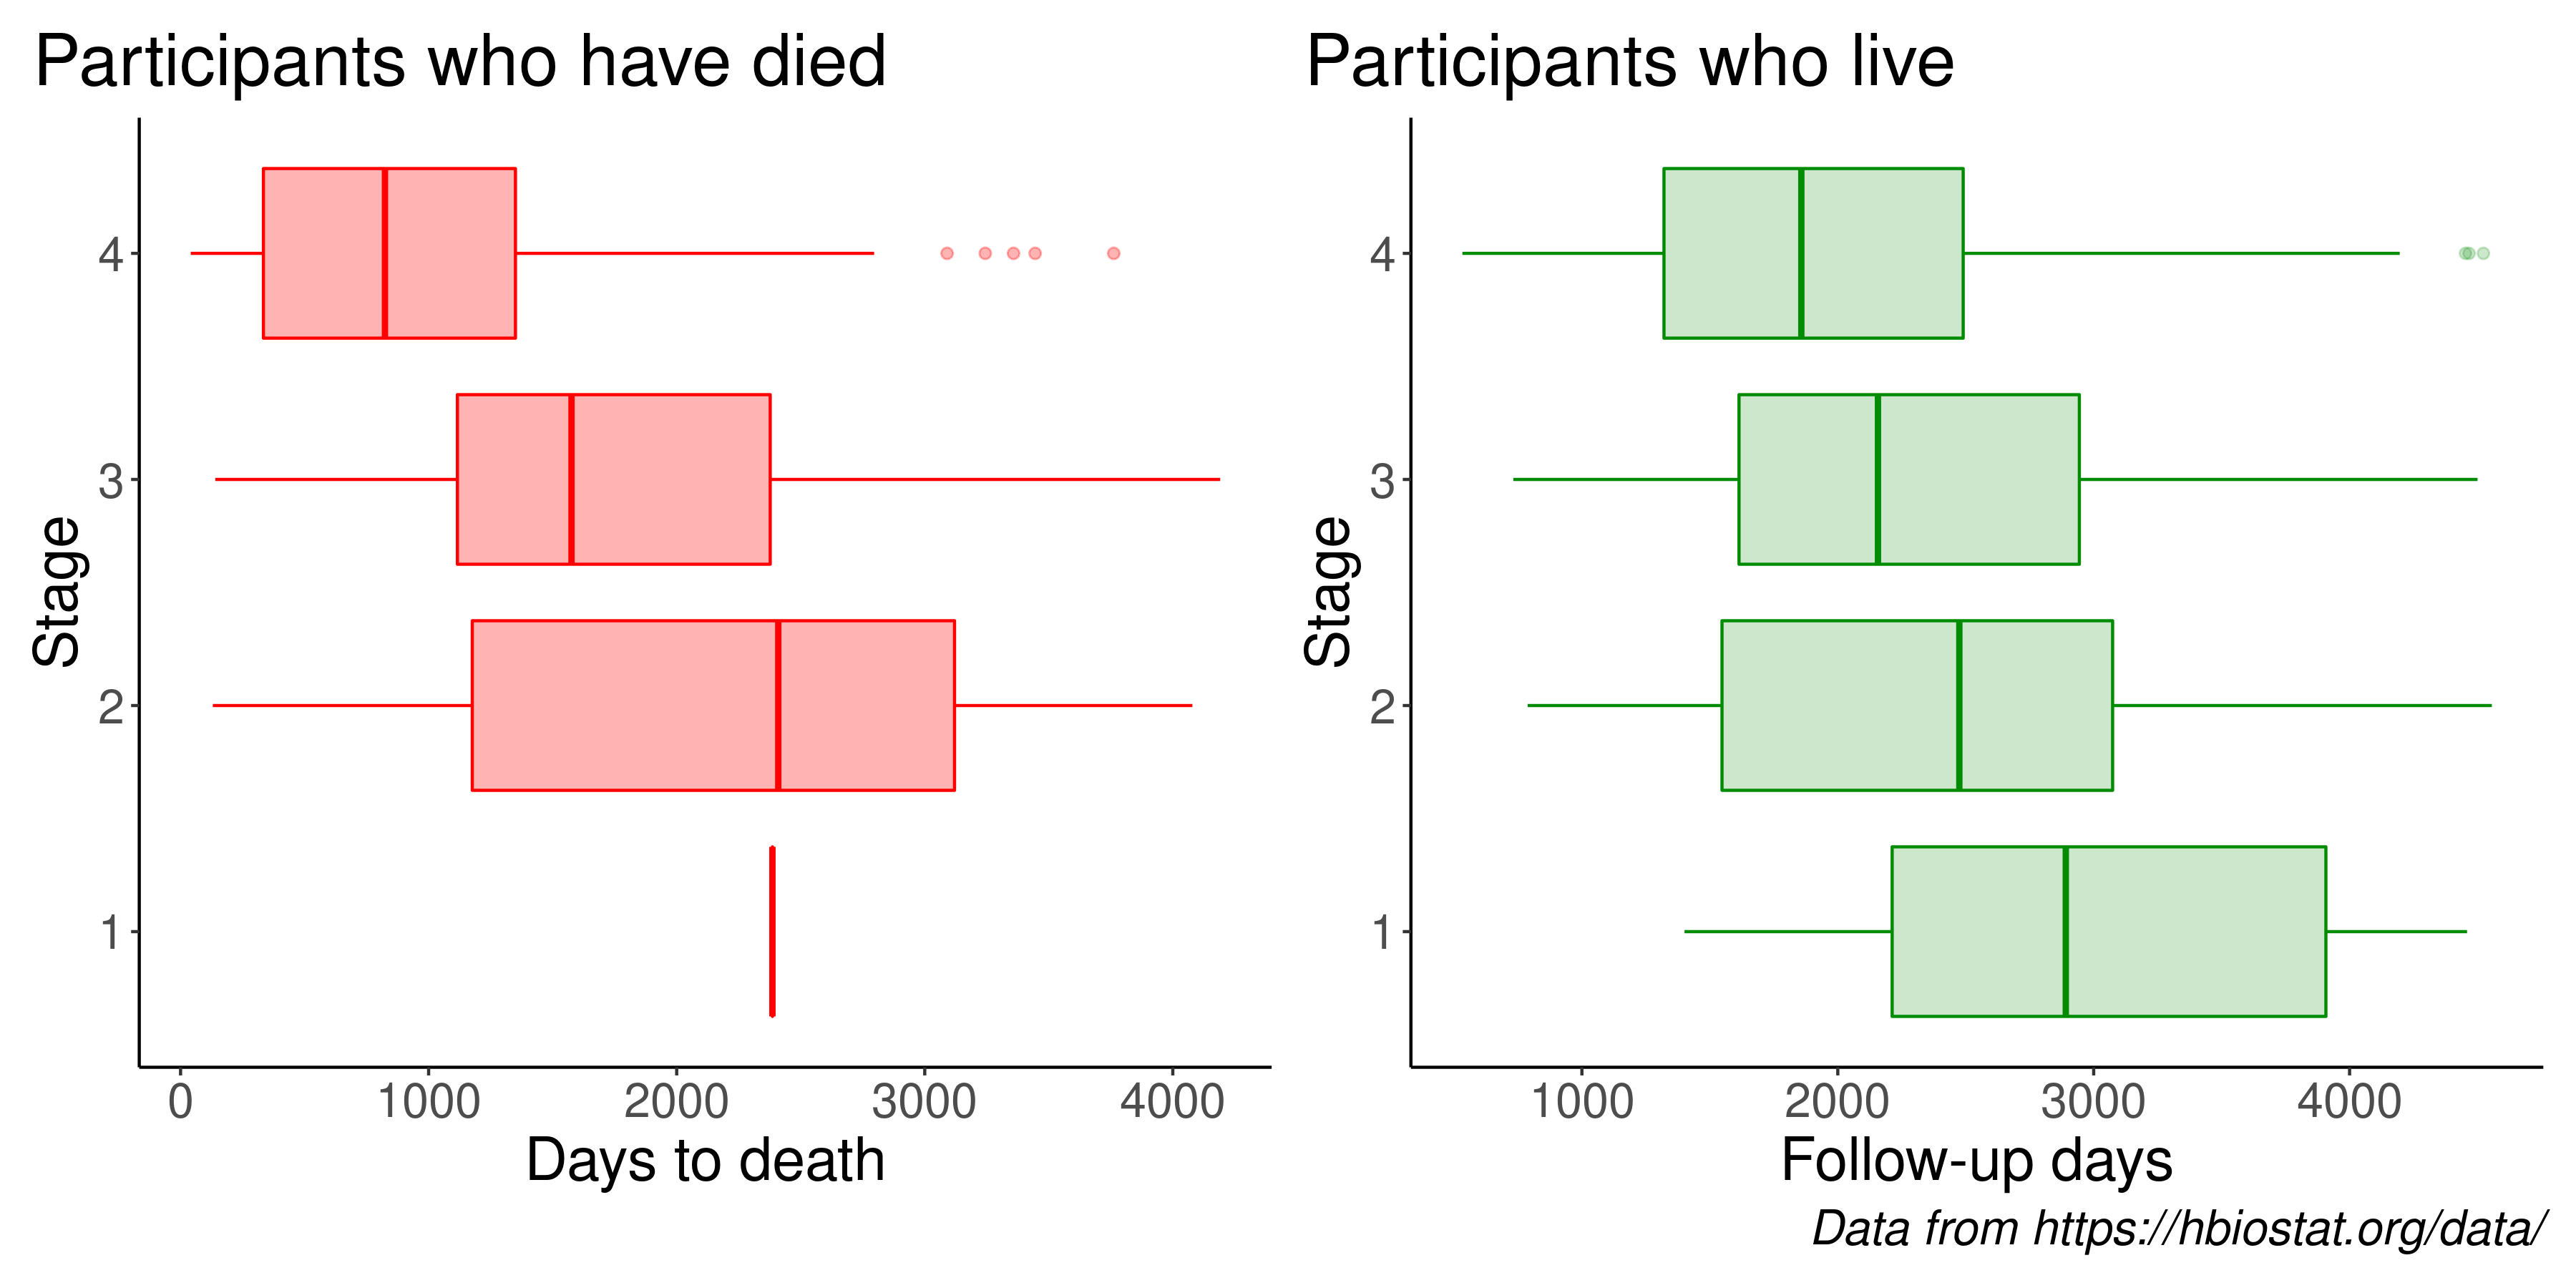 Participants who have died
4
3
2
1
Stage
0 1000 2000 3000 4000
Days to death
Participants who live
4
3
2
1
Stage
1000 2000 3000 4000
Follow-up days
Data from https://hbiostat.org/data/